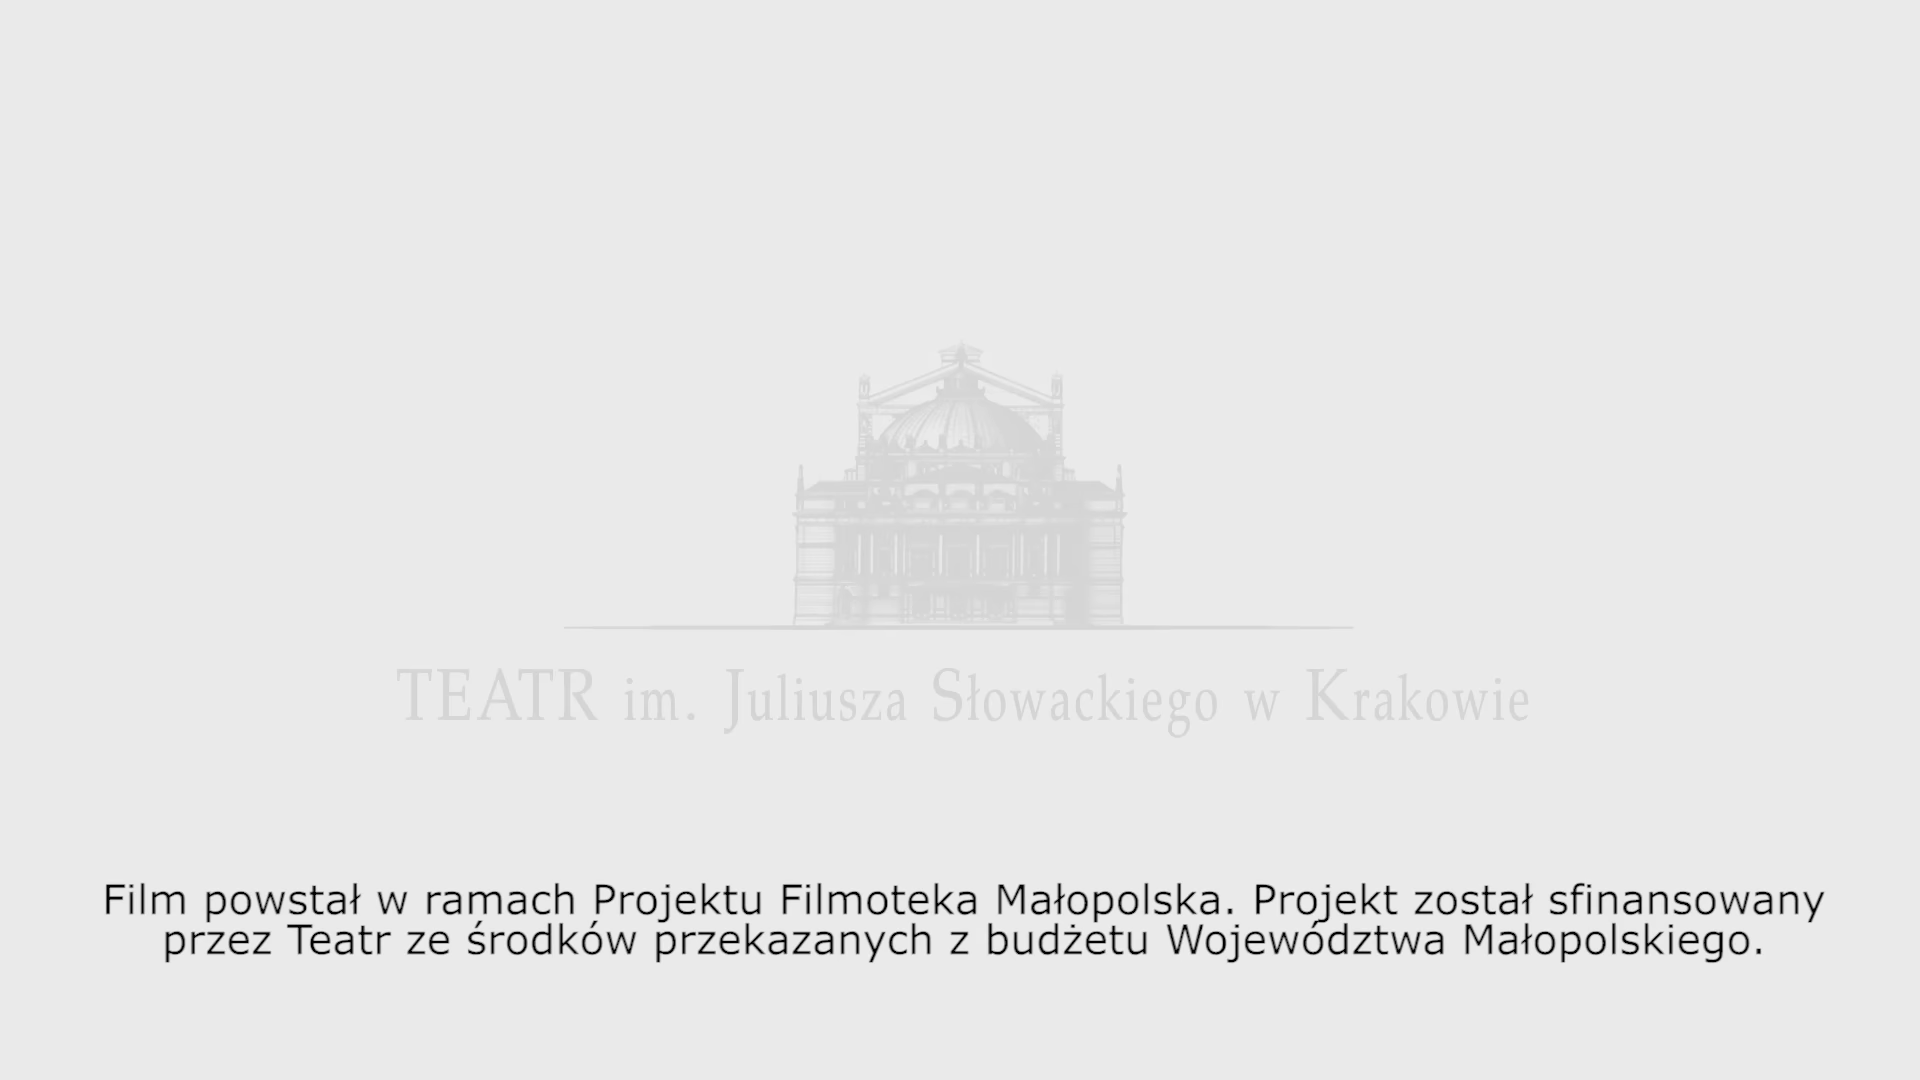 TEATR im. Juliusza Słowackiego w Krakowie
Film powstał w ramach Projektu Filmoteka Małopolska. Projekt został sfinansowany
przez Teatr ze środków przekazanych z budżetu Województwa Małopolskiego.